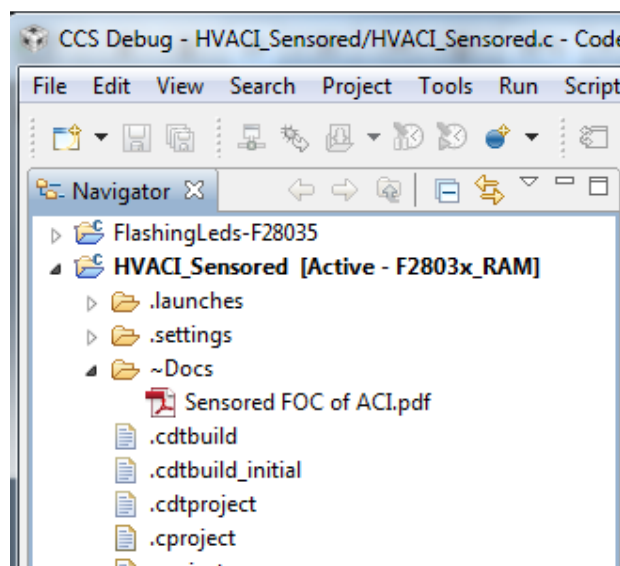 CCS Debug - HVACI_Sensored/HVACI_Sensored.c - Code
File Edit View Search Project Tools Run Script
Navigator
FlashingLeds-F28035
HVACI_Sensored [Active - F2803x_RAM]
.launches
.settings
~Docs
Sensored FOC of ACI.pdf
.cdtbuild
.cdtbuild_initial
.cdtproject
.cproject